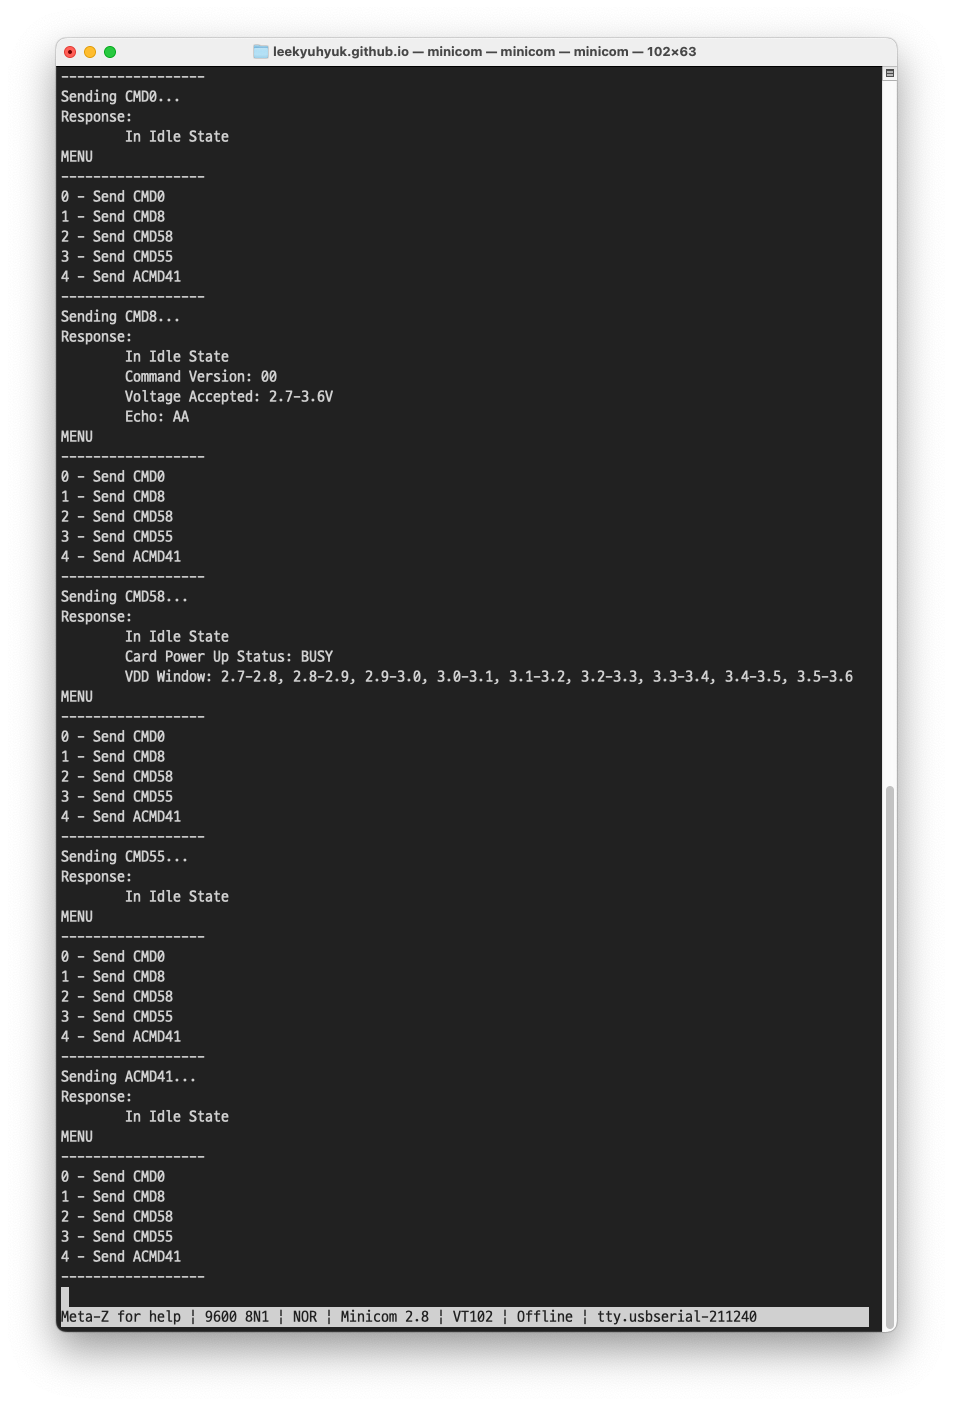 leekyuhyuk.github.io — minicom — minicom — minicom — 102×63
------------------
Sending CMD0...
Response:
        In Idle State
MENU
------------------
0 - Send CMD0
1 - Send CMD8
2 - Send CMD58
3 - Send CMD55
4 - Send ACMD41
------------------
Sending CMD8...
Response:
        In Idle State
        Command Version: 00
        Voltage Accepted: 2.7-3.6V
        Echo: AA
MENU
------------------
0 - Send CMD0
1 - Send CMD8
2 - Send CMD58
3 - Send CMD55
4 - Send ACMD41
------------------
Sending CMD58...
Response:
        In Idle State
        Card Power Up Status: BUSY
        VDD Window: 2.7-2.8, 2.8-2.9, 2.9-3.0, 3.0-3.1, 3.1-3.2, 3.2-3.3, 3.3-3.4, 3.4-3.5, 3.5-3.6
MENU
------------------
0 - Send CMD0
1 - Send CMD8
2 - Send CMD58
3 - Send CMD55
4 - Send ACMD41
------------------
Sending CMD55...
Response:
        In Idle State
MENU
------------------
0 - Send CMD0
1 - Send CMD8
2 - Send CMD58
3 - Send CMD55
4 - Send ACMD41
------------------
Sending ACMD41...
Response:
        In Idle State
MENU
------------------
0 - Send CMD0
1 - Send CMD8
2 - Send CMD58
3 - Send CMD55
4 - Send ACMD41
------------------
Meta-Z for help ¦ 9600 8N1 ¦ NOR ¦ Minicom 2.8 ¦ VT102 ¦ Offline ¦ tty.usbserial-211240